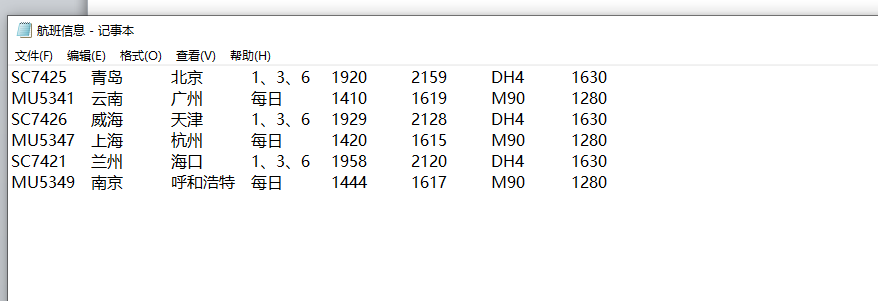 航班信息 - 记事本
文件(F) 编辑(E) 格式(O) 查看(V) 帮助(H)
SC7425 青岛 北京 1、3、6 1920 2159 DH4 1630
MU5341 云南 广州 每日 1410 1619 M90 1280
SC7426 威海 天津 1、3、6 1929 2128 DH4 1630
MU5347 上海 杭州 每日 1420 1615 M90 1280
SC7421 兰州 海口 1、3、6 1958 2120 DH4 1630
MU5349 南京 呼和浩特 每日 1444 1617 M90 1280